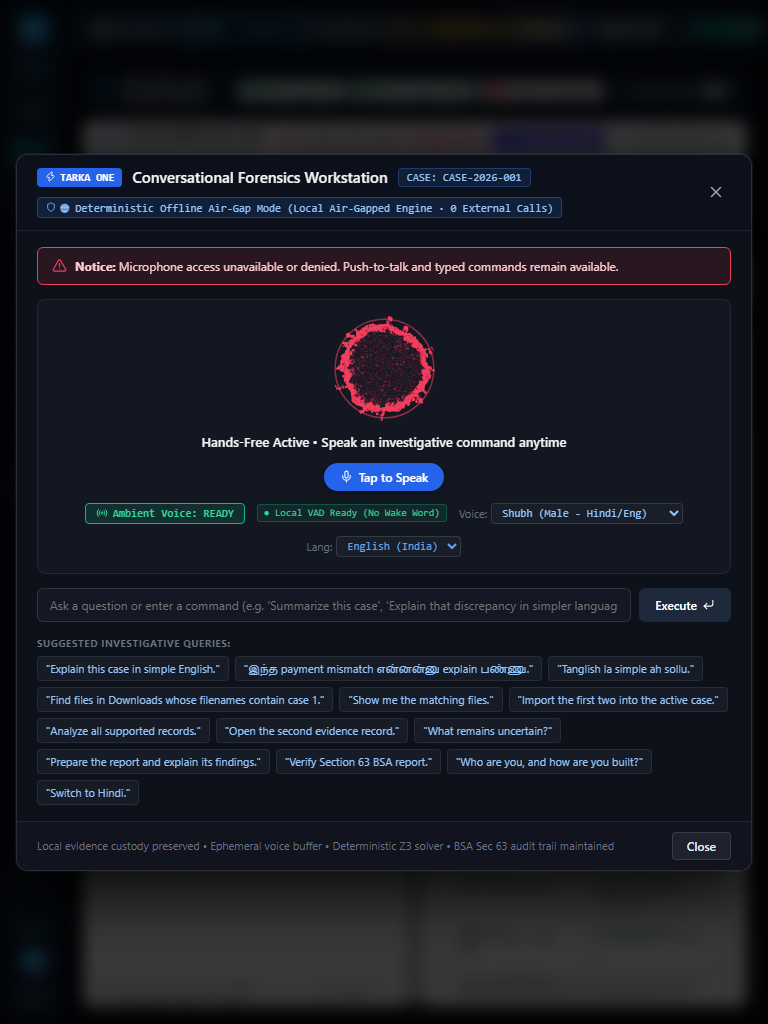 TARKA ONE Conversational Forensics Workstation CASE: CASE-2026-001
Deterministic Offline Air-Gap Mode (Local Air-Gapped Engine · 0 External Calls)
Notice: Microphone access unavailable or denied. Push-to-talk and typed commands remain available.
Hands-Free Active • Speak an investigative command anytime
Tap to Speak
Ambient Voice: READY ● Local VAD Ready (No Wake Word) Voice: Shubh (Male - Hindi/Eng)
Lang: English (India)
Ask a question or enter a command (e.g. 'Summarize this case', 'Explain that discrepancy in simpler languag Execute
SUGGESTED INVESTIGATIVE QUERIES:
"Explain this case in simple English." "இந்த payment mismatch என்னன்னு explain பண்ணு." "Tanglish la simple ah sollu."
"Find files in Downloads whose filenames contain case 1." "Show me the matching files." "Import the first two into the active case."
"Analyze all supported records." "Open the second evidence record." "What remains uncertain?"
"Prepare the report and explain its findings." "Verify Section 63 BSA report." "Who are you, and how are you built?"
"Switch to Hindi."
Local evidence custody preserved • Ephemeral voice buffer • Deterministic Z3 solver • BSA Sec 63 audit trail maintained Close